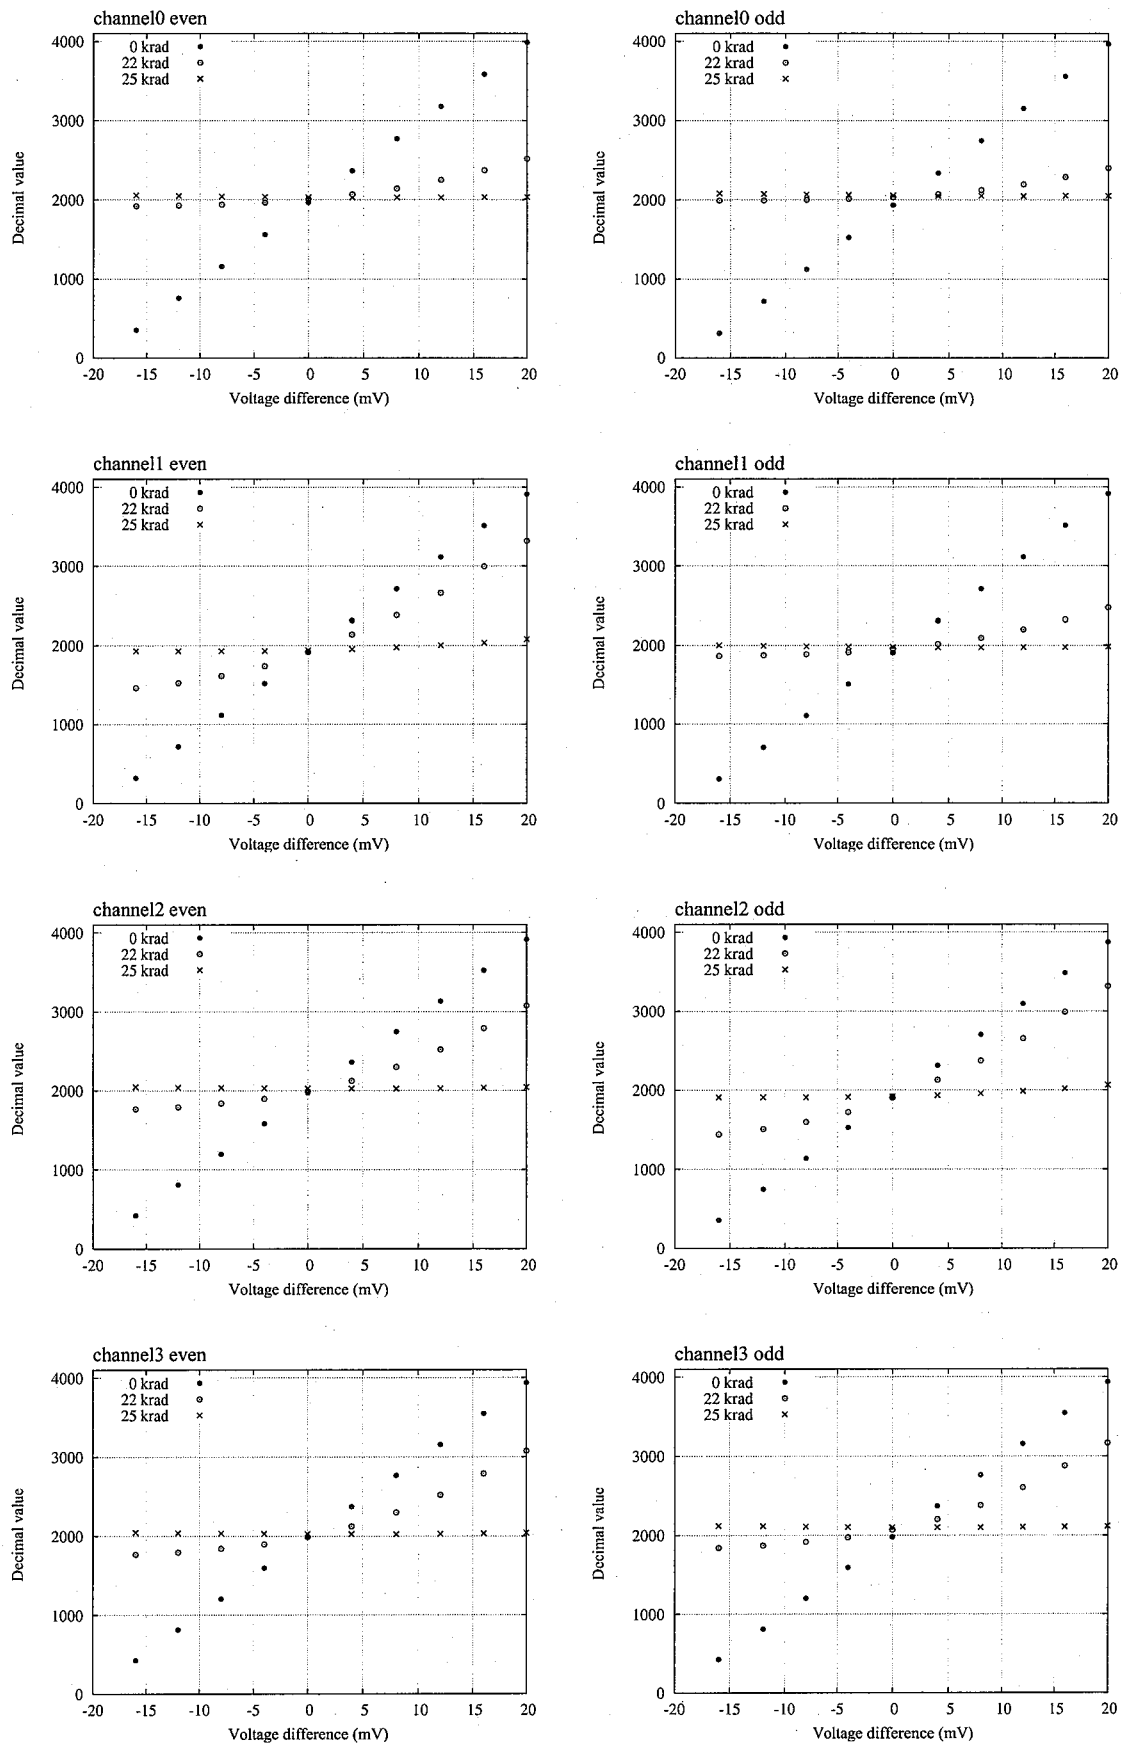 channel0 even
0 krad
22 krad
25 krad
4000
3000
2000
1000
0
-20 -15 -10 -5 0 5 10 15 20
Decimal value
Voltage difference (mV)
channel0 odd
0 krad
22 krad
25 krad
4000
3000
2000
1000
0
-20 -15 -10 -5 0 5 10 15 20
Decimal value
Voltage difference (mV)
channel1 even
0 krad
22 krad
25 krad
4000
3000
2000
1000
0
-20 -15 -10 -5 0 5 10 15 20
Decimal value
Voltage difference (mV)
channel1 odd
0 krad
22 krad
25 krad
4000
3000
2000
1000
0
-20 -15 -10 -5 0 5 10 15 20
Decimal value
Voltage difference (mV)
channel2 even
0 krad
22 krad
25 krad
4000
3000
2000
1000
0
-20 -15 -10 -5 0 5 10 15 20
Decimal value
Voltage difference (mV)
channel2 odd
0 krad
22 krad
25 krad
4000
3000
2000
1000
0
-20 -15 -10 -5 0 5 10 15 20
Decimal value
Voltage difference (mV)
channel3 even
0 krad
22 krad
25 krad
4000
3000
2000
1000
0
-20 -15 -10 -5 0 5 10 15 20
Decimal value
Voltage difference (mV)
channel3 odd
0 krad
22 krad
25 krad
4000
3000
2000
1000
0
-20 -15 -10 -5 0 5 10 15 20
Decimal value
Voltage difference (mV)